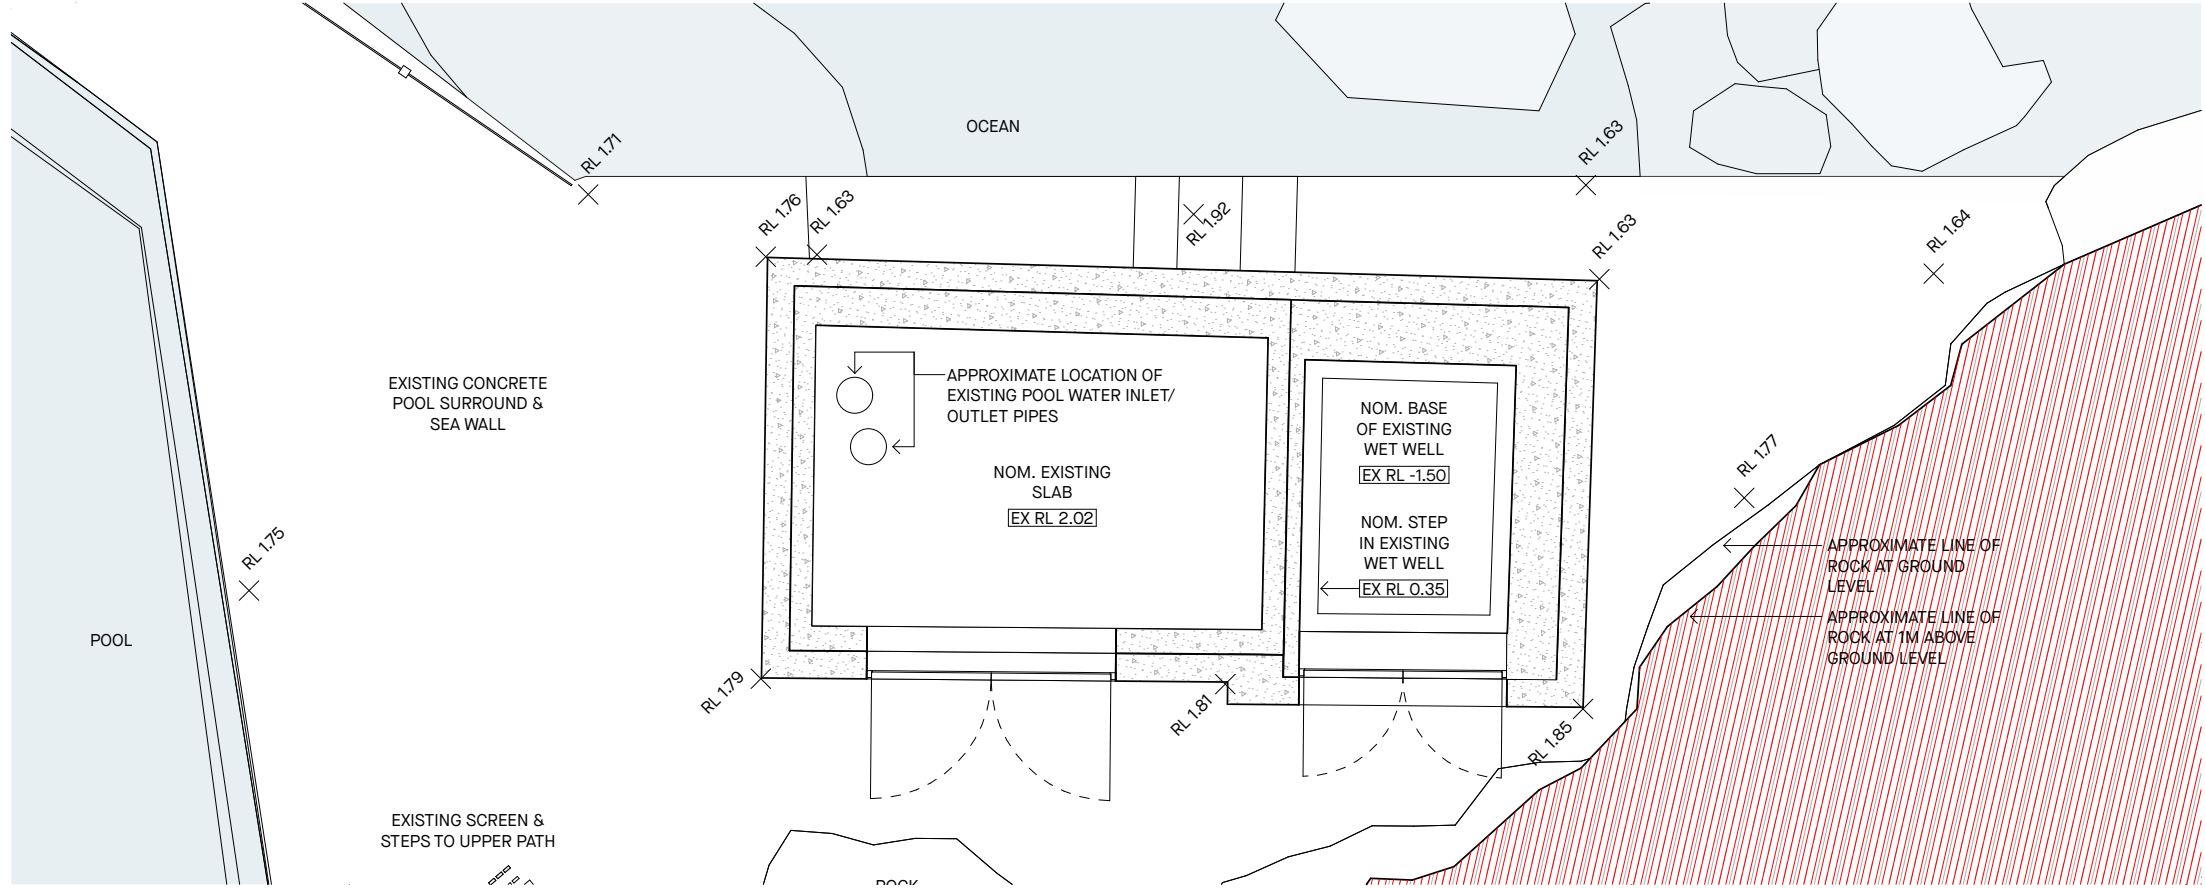 OCEAN
RL 1.71
RL 1.63
RL 1.76
RL 1.63
RL 1.92
RL 1.63
RL 1.64
EXISTING CONCRETE
POOL SURROUND &
SEA WALL
APPROXIMATE LOCATION OF
EXISTING POOL WATER INLET/
OUTLET PIPES
NOM. EXISTING
SLAB
EX RL 2.02
NOM. BASE
OF EXISTING
WET WELL
EX RL -1.50
NOM. STEP
IN EXISTING
WET WELL
EX RL 0.35
RL 1.77
RL 1.75
APPROXIMATE LINE OF
ROCK AT GROUND
LEVEL
APPROXIMATE LINE OF
ROCK AT 1M ABOVE
GROUND LEVEL
POOL
RL 1.79
RL 1.81
RL 1.85
EXISTING SCREEN &
STEPS TO UPPER PATH
ROCK